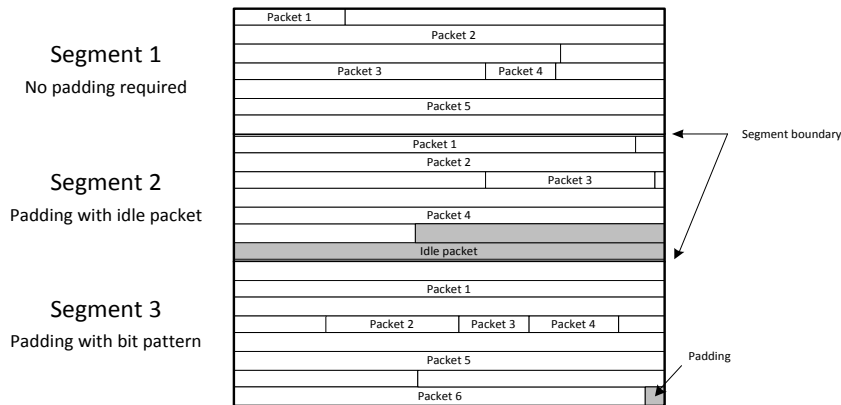 Packet 1
Packet 2
Segment 1
No padding required
Packet 3 Packet 4
Packet 5
Segment boundary
Packet 1
Packet 2
Segment 2
Padding with idle packet
Packet 3
Packet 4
Idle packet
Packet 1
Segment 3
Padding with bit pattern
Packet 2 Packet 3 Packet 4
Packet 5
Padding
Packet 6